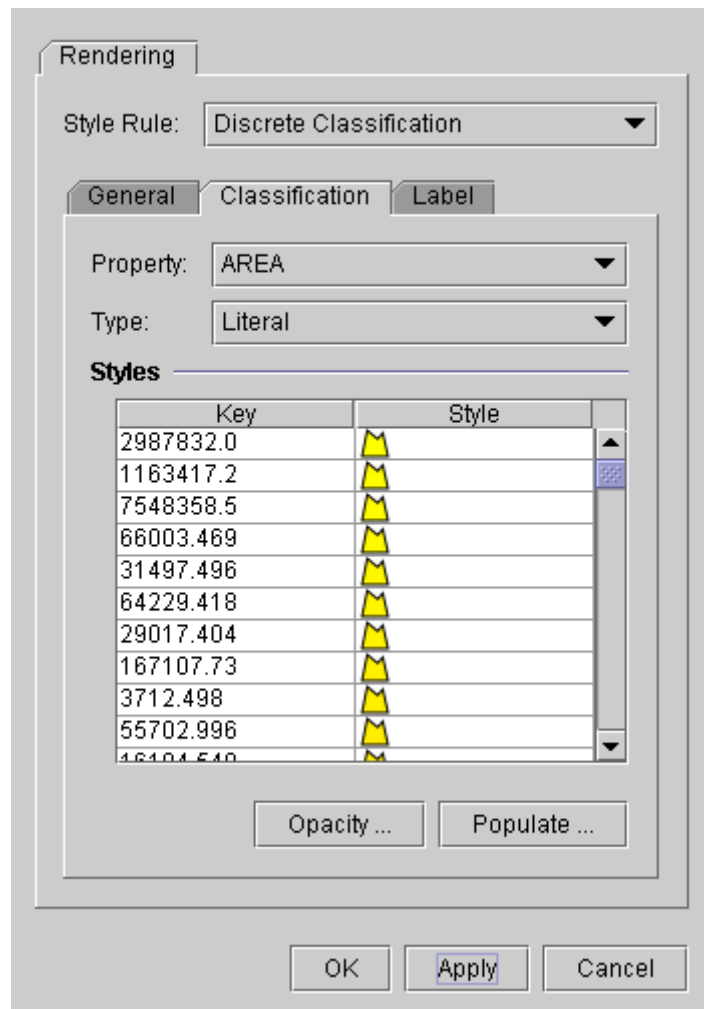 Rendering
Style Rule: Discrete Classification
General Classification Label
Property: AREA
Type: Literal
Styles
Key Style
2987832.0
1163417.2
7548358.5
66003.469
31497.496
64229.418
29017.404
167107.73
3712.498
55702.996
Opacity ... Populate ...
OK Apply Cancel